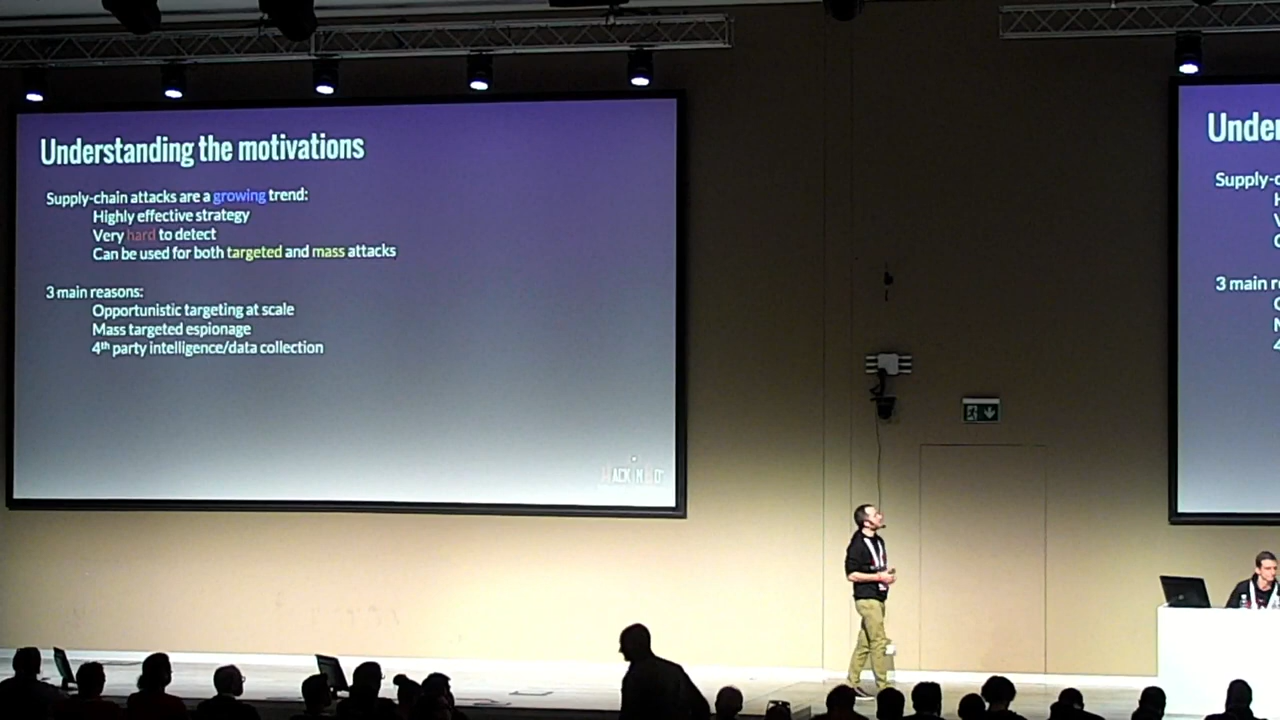 Understanding the motivations
Supply-chain attacks are a growing trend:
Highly effective strategy
Very hard to detect
Can be used for both targeted and mass attacks
3 main reasons:
Opportunistic targeting at scale
Mass targeted espionage
4th party intelligence/data collection
Under
Supply-c
3 main re
4